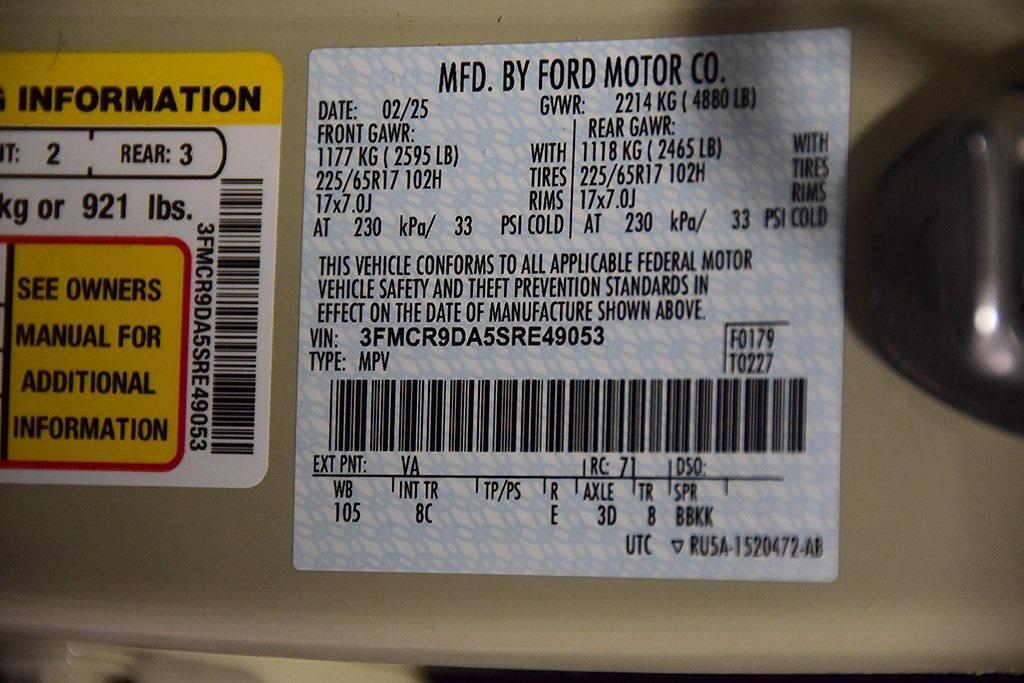 INFORMATION
2 REAR: 3
kg or 921 lbs.
SEE OWNERS
MANUAL FOR
ADDITIONAL
INFORMATION
3FMCR9DA5SRE49053
MFD. BY FORD MOTOR CO.
DATE: 02/25 GVWR: 2214 KG ( 4880 LB)
FRONT GAWR: REAR GAWR:
1177 KG ( 2595 LB) WITH 1118 KG ( 2465 LB) WITH
225/65R17 102H TIRES 225/65R17 102H TIRES
17x7.0J RIMS 17x7.0J RIMS
AT 230 kPa/ 33 PSI COLD AT 230 kPa/ 33 PSI COLD
THIS VEHICLE CONFORMS TO ALL APPLICABLE FEDERAL MOTOR
VEHICLE SAFETY AND THEFT PREVENTION STANDARDS IN
EFFECT ON THE DATE OF MANUFACTURE SHOWN ABOVE.
VIN: 3FMCR9DA5SRE49053 F0179
TYPE: MPV T0227
EXT PNT: VA RC: 71 DSO:
WB INT TR TP/PS R AXLE TR SPR
105 8C E 3D 8 BBKK
UTC ▽ RU5A-1520472-AB